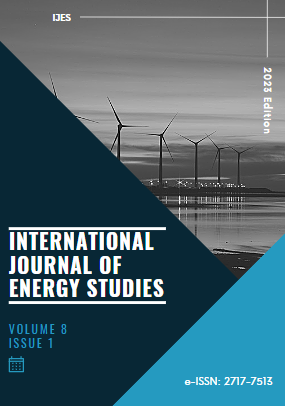 IJES
2023 Edition
INTERNATIONAL
JOURNAL OF
ENERGY STUDIES
VOLUME 8
ISSUE 1
e-ISSN: 2717-7513